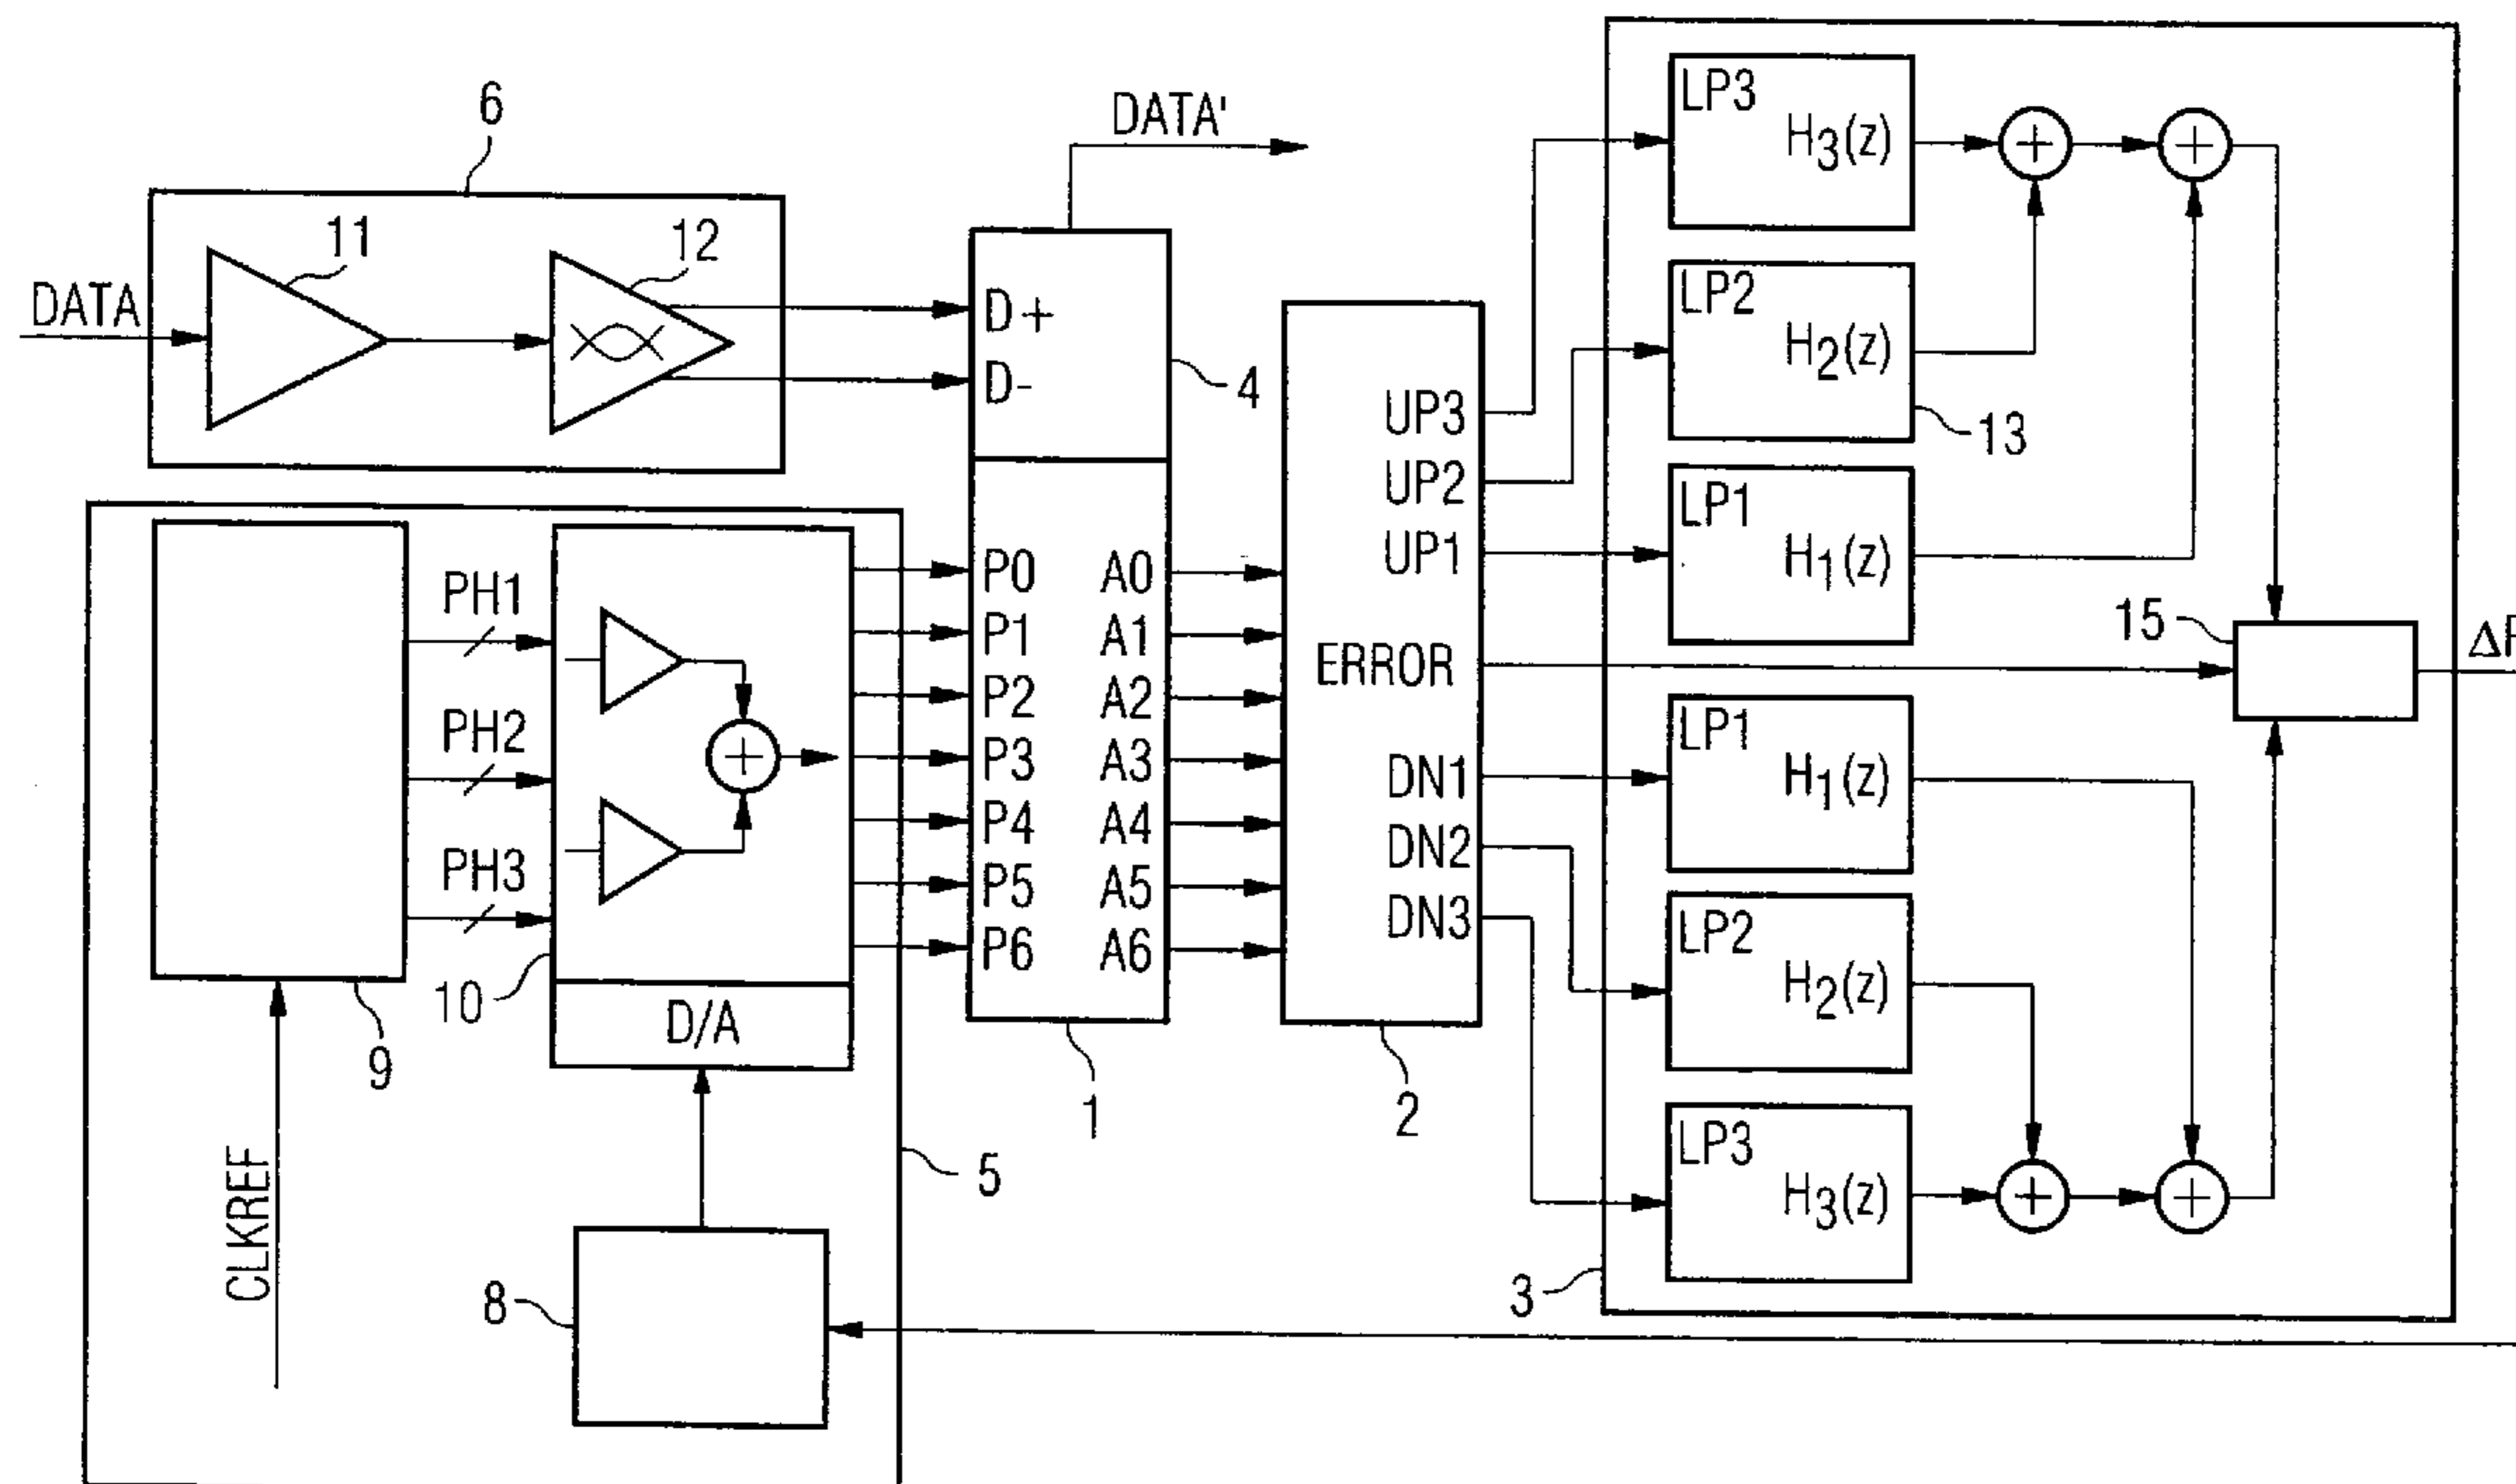 6
11
12
DATA
DATA'
D+
D-
4
PH1
PH2
PH3
10
9
D/A
CLKREF
8
5
P0 A0
P1 A1
P2 A2
P3 A3
P4 A4
P5 A5
P6 A6
1
UP3
UP2
UP1
ERROR
DN1
DN2
DN3
2
LP3
H3(z)
LP2
H2(z)
13
LP1
H1(z)
15
LP1
H1(z)
LP2
H2(z)
LP3
H3(z)
3